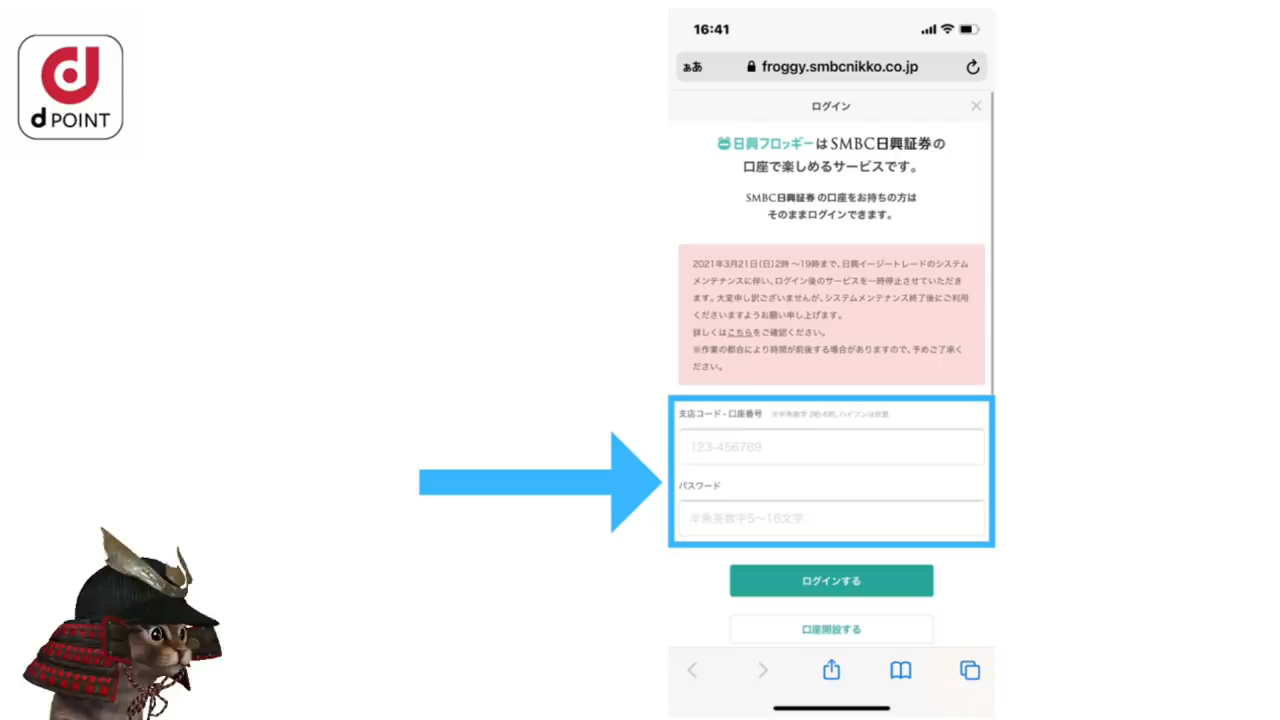 d POINT
16:41
ぁあ froggy.smbcnikko.co.jp
ログイン
日興フロッギーはSMBC日興証券の
口座で楽しめるサービスです。
SMBC日興証券の口座をお持ちの方は
そのままログインできます。
2021年3月21日(日)2時～19時まで、日興イージートレードのシステム
メンテナンスに伴い、ログイン後のサービスを一時停止させていただき
ます。大変申し訳ございませんが、システムメンテナンス終了後にご利用
くださいますようお願い申し上げます。
詳しくはこちらをご確認ください。
※作業の都合により時間が前後する場合がありますので、予めご了承く
ださい。
支店コード - 口座番号
123-456789
パスワード
半角英数字5～16文字
ログインする
口座開設する